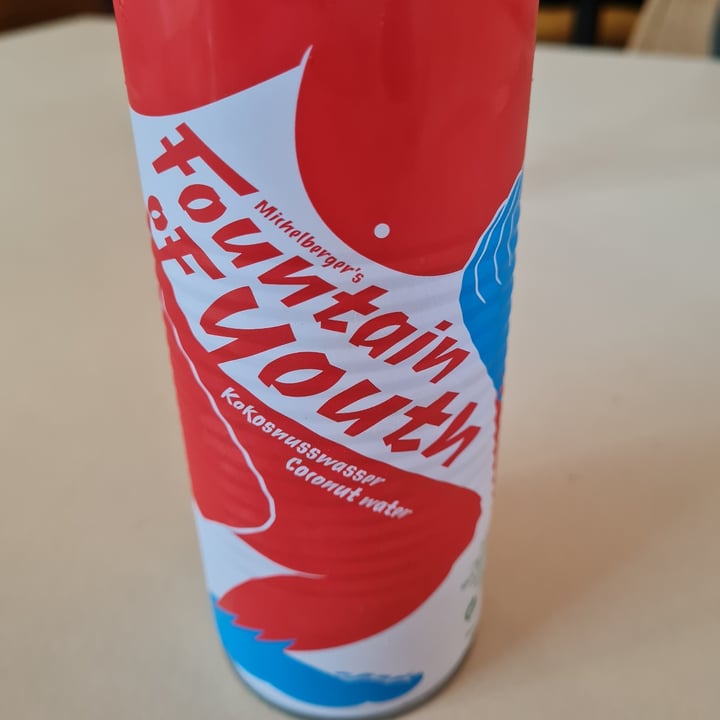 Michelberger's
Fountain
of Youth
Kokosnusswasser
Coconut water